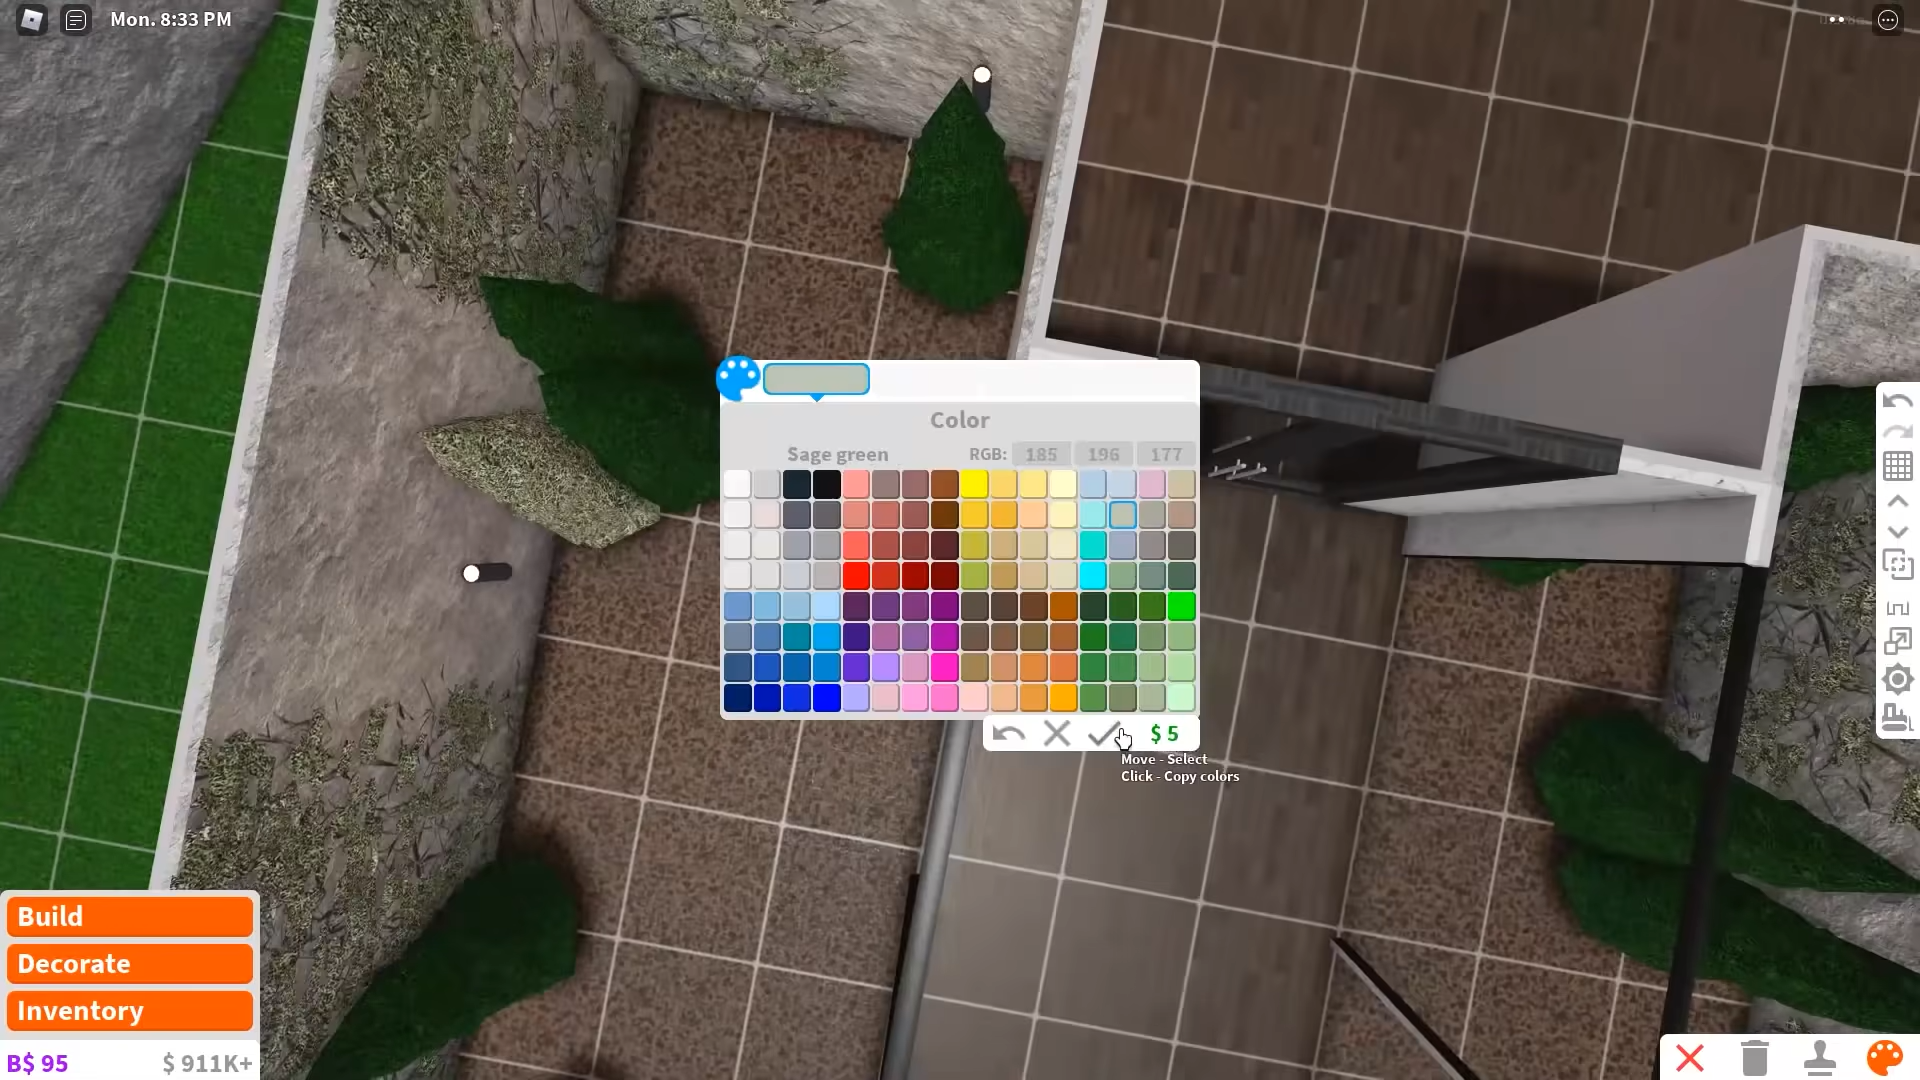 Mon. 8:33 PM
Color
Sage green RGB: 185 196 177
$ 5
Move - Select
Click - Copy colors
Build
Decorate
Inventory
B$ 95 $ 911K+